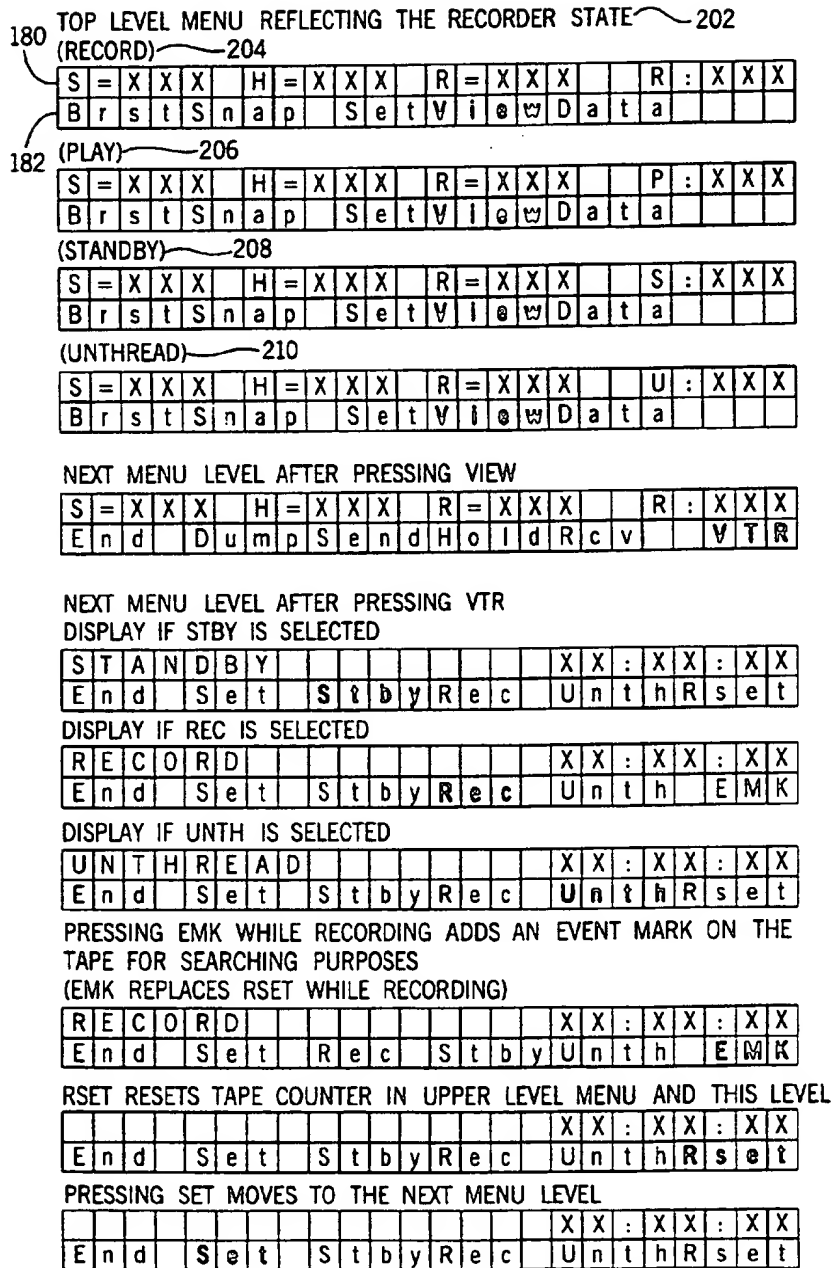 TOP LEVEL MENU REFLECTING THE RECORDER STATE 202
180 (RECORD) 204
S=XXX H=XXX R=XXX R:XXX
BrstSnap SetViewData
182 (PLAY) 206
S=XXX H=XXX R=XXX P:XXX
BrstSnap SetViewData
(STANDBY) 208
S=XXX H=XXX R=XXX S:XXX
BrstSnap SetViewData
(UNTHREAD) 210
S=XXX H=XXX R=XXX U:XXX
BrstSnap SetViewData
NEXT MENU LEVEL AFTER PRESSING VIEW
S=XXX H=XXX R=XXX R:XXX
End DumpSendHoldRcv VTR
NEXT MENU LEVEL AFTER PRESSING VTR
DISPLAY IF STBY IS SELECTED
STANDBY XX:XX:XX
End Set StbyRec UnthRset
DISPLAY IF REC IS SELECTED
RECORD XX:XX:XX
End Set StbyRec Unth EMK
DISPLAY IF UNTH IS SELECTED
UNTHREAD XX:XX:XX
End Set StbyRec UnthRset
PRESSING EMK WHILE RECORDING ADDS AN EVENT MARK ON THE
TAPE FOR SEARCHING PURPOSES
(EMK REPLACES RSET WHILE RECORDING)
RECORD XX:XX:XX
End Set Rec StbyUnth EMK
RSET RESETS TAPE COUNTER IN UPPER LEVEL MENU AND THIS LEVEL
XX:XX:XX
End Set StbyRec UnthRset
PRESSING SET MOVES TO THE NEXT MENU LEVEL
XX:XX:XX
End Set StbyRec UnthRset